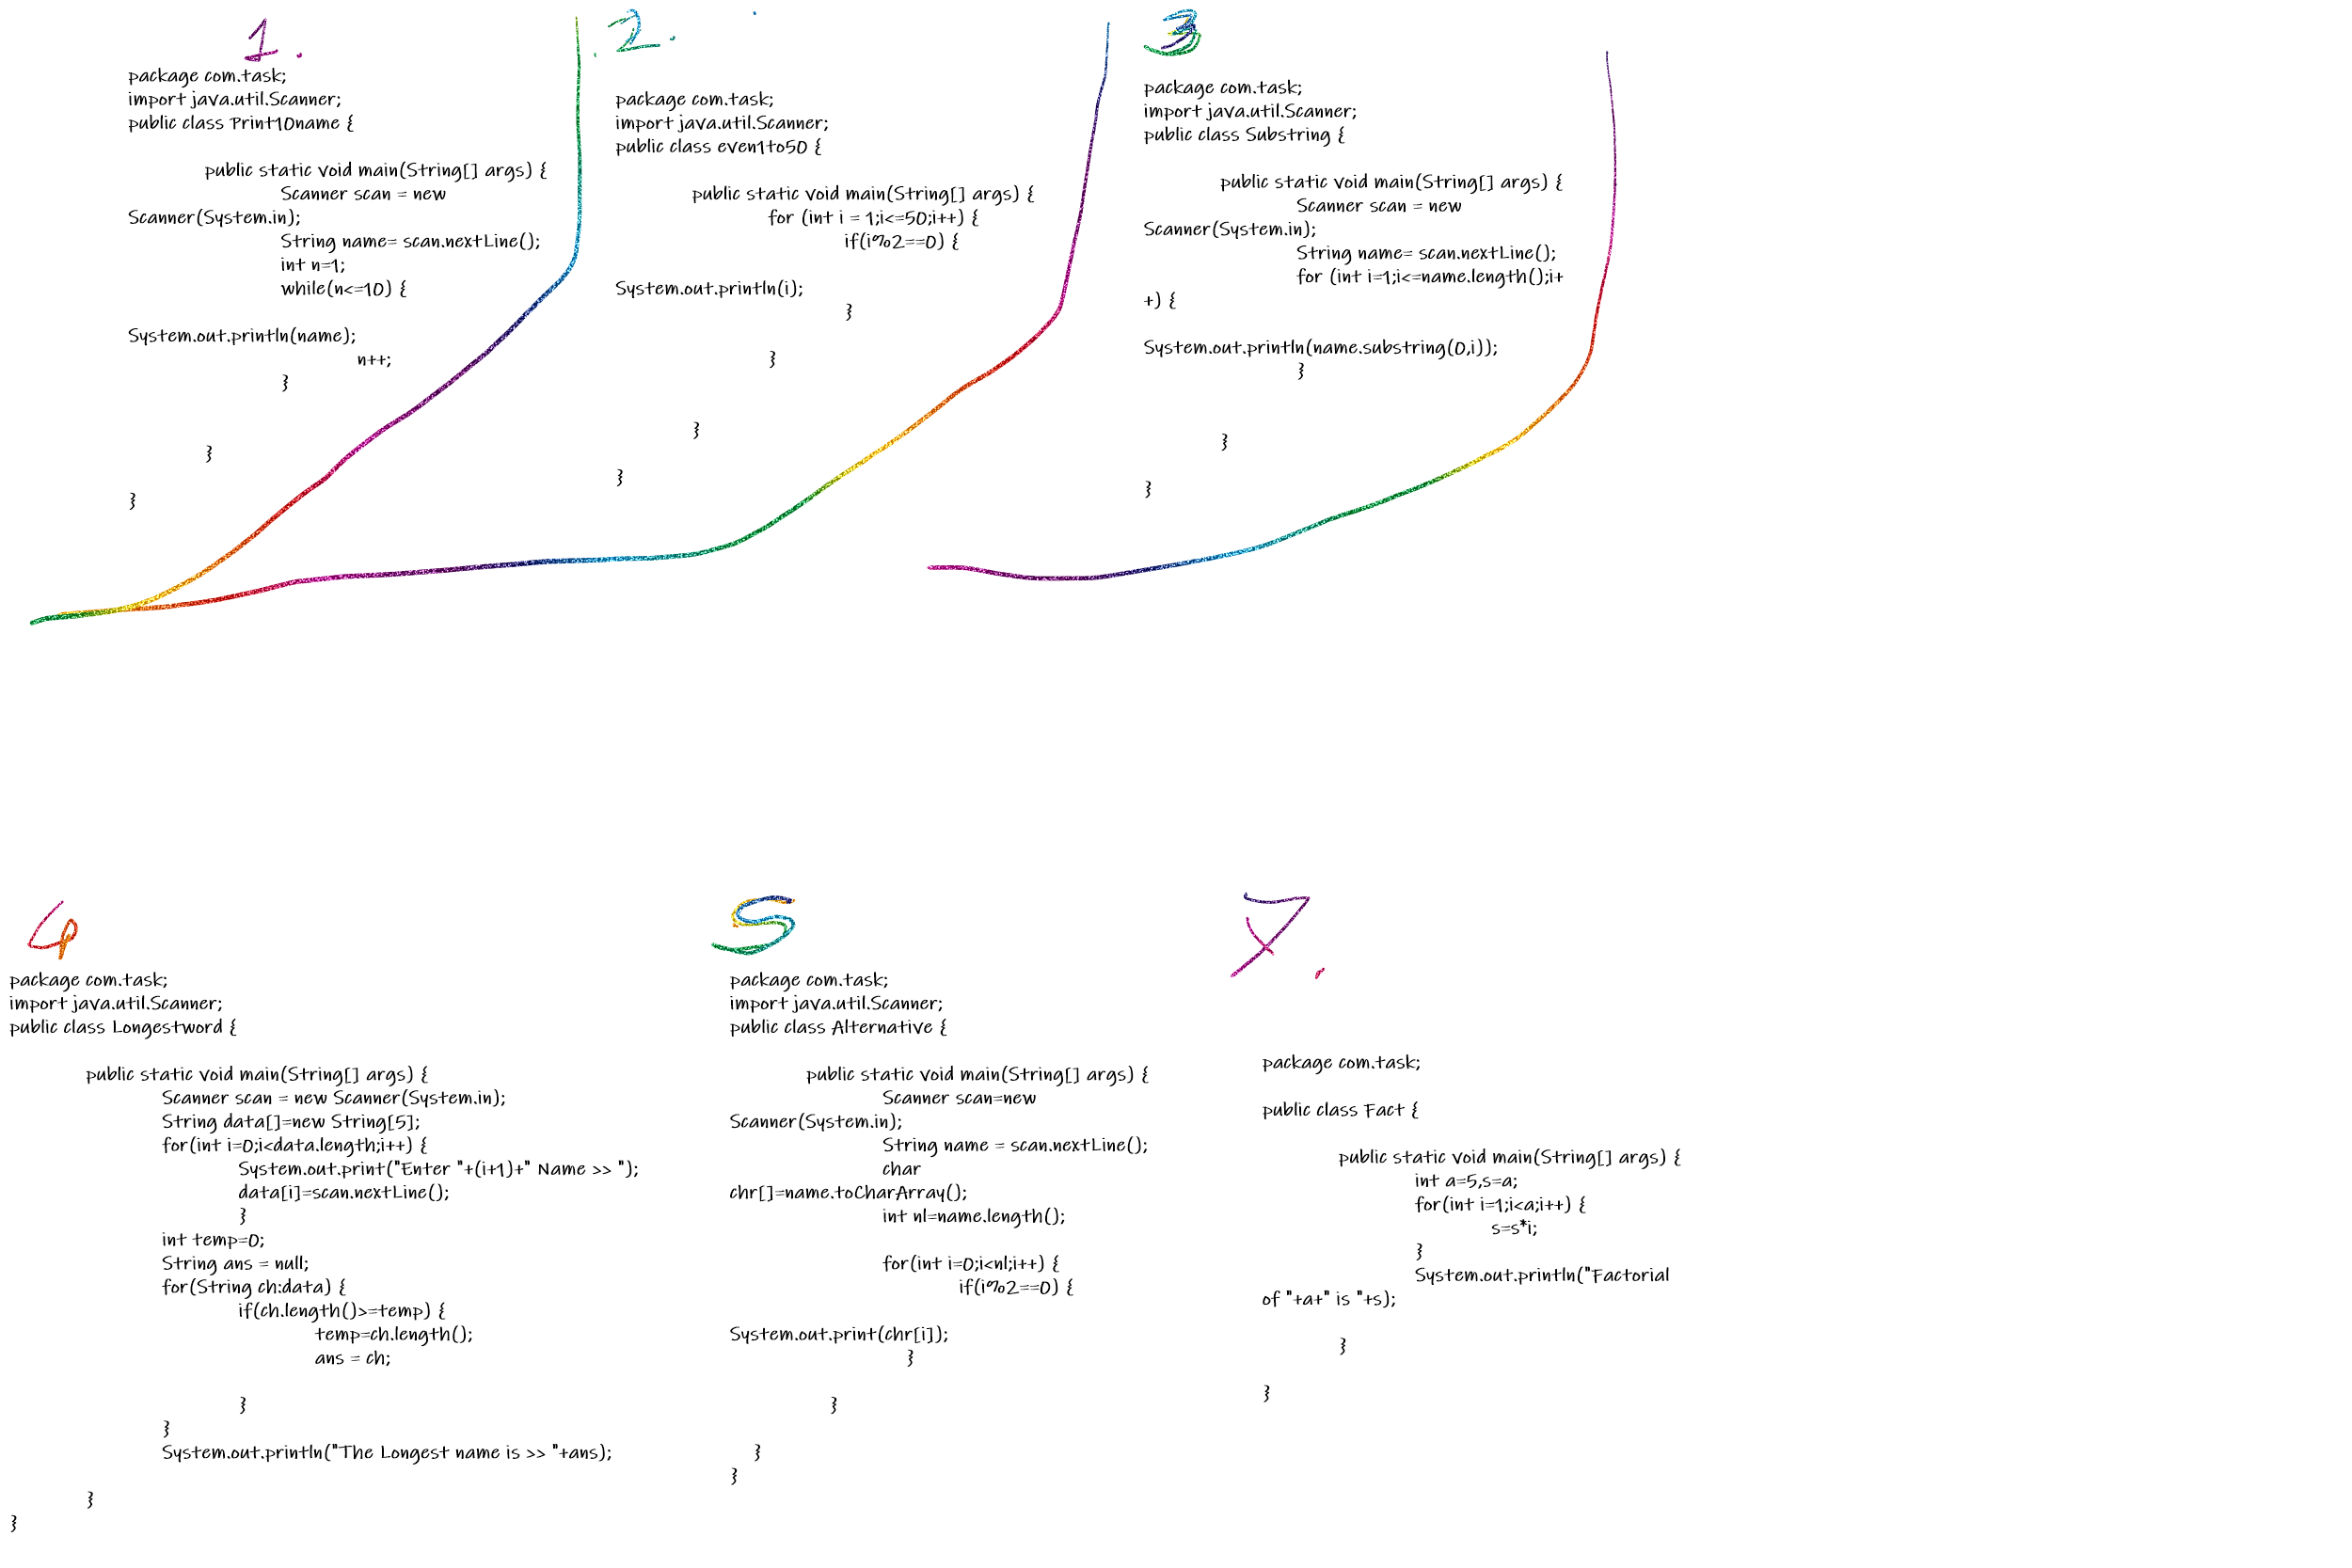 1.
package com.task;
import java.util.Scanner;
public class Print10name {
public static void main(String[] args) {
Scanner scan = new
Scanner(System.in);
String name= scan.nextLine();
int n=1;
while(n<=10) {
System.out.println(name);
n++;
}
}
}
2.
package com.task;
import java.util.Scanner;
public class even1to50 {
public static void main(String[] args) {
for (int i = 1;i<=50;i++) {
if(i%2==0) {
System.out.println(i);
}
}
}
}
3
package com.task;
import java.util.Scanner;
public class Substring {
public static void main(String[] args) {
Scanner scan = new
Scanner(System.in);
String name= scan.nextLine();
for (int i=1;i<=name.length();i+
+) {
System.out.println(name.substring(0,i));
}
}
}
4
package com.task;
import java.util.Scanner;
public class Longestword {
public static void main(String[] args) {
Scanner scan = new Scanner(System.in);
String data[]=new String[5];
for(int i=0;i<data.length;i++) {
System.out.print("Enter "+(i+1)+" Name >> ");
data[i]=scan.nextLine();
}
int temp=0;
String ans = null;
for(String ch:data) {
if(ch.length()>=temp) {
temp=ch.length();
ans = ch;
}
}
System.out.println("The Longest name is >> "+ans);
}
}
5
package com.task;
import java.util.Scanner;
public class Alternative {
public static void main(String[] args) {
Scanner scan=new
Scanner(System.in);
String name = scan.nextLine();
char
chr[]=name.toCharArray();
int nl=name.length();
for(int i=0;i<nl;i++) {
if(i%2==0) {
System.out.print(chr[i]);
}
}
}
}
7.
package com.task;
public class Fact {
public static void main(String[] args) {
int a=5,s=a;
for(int i=1;i<a;i++) {
s=s*i;
}
System.out.println("Factorial
of "+a+" is "+s);
}
}